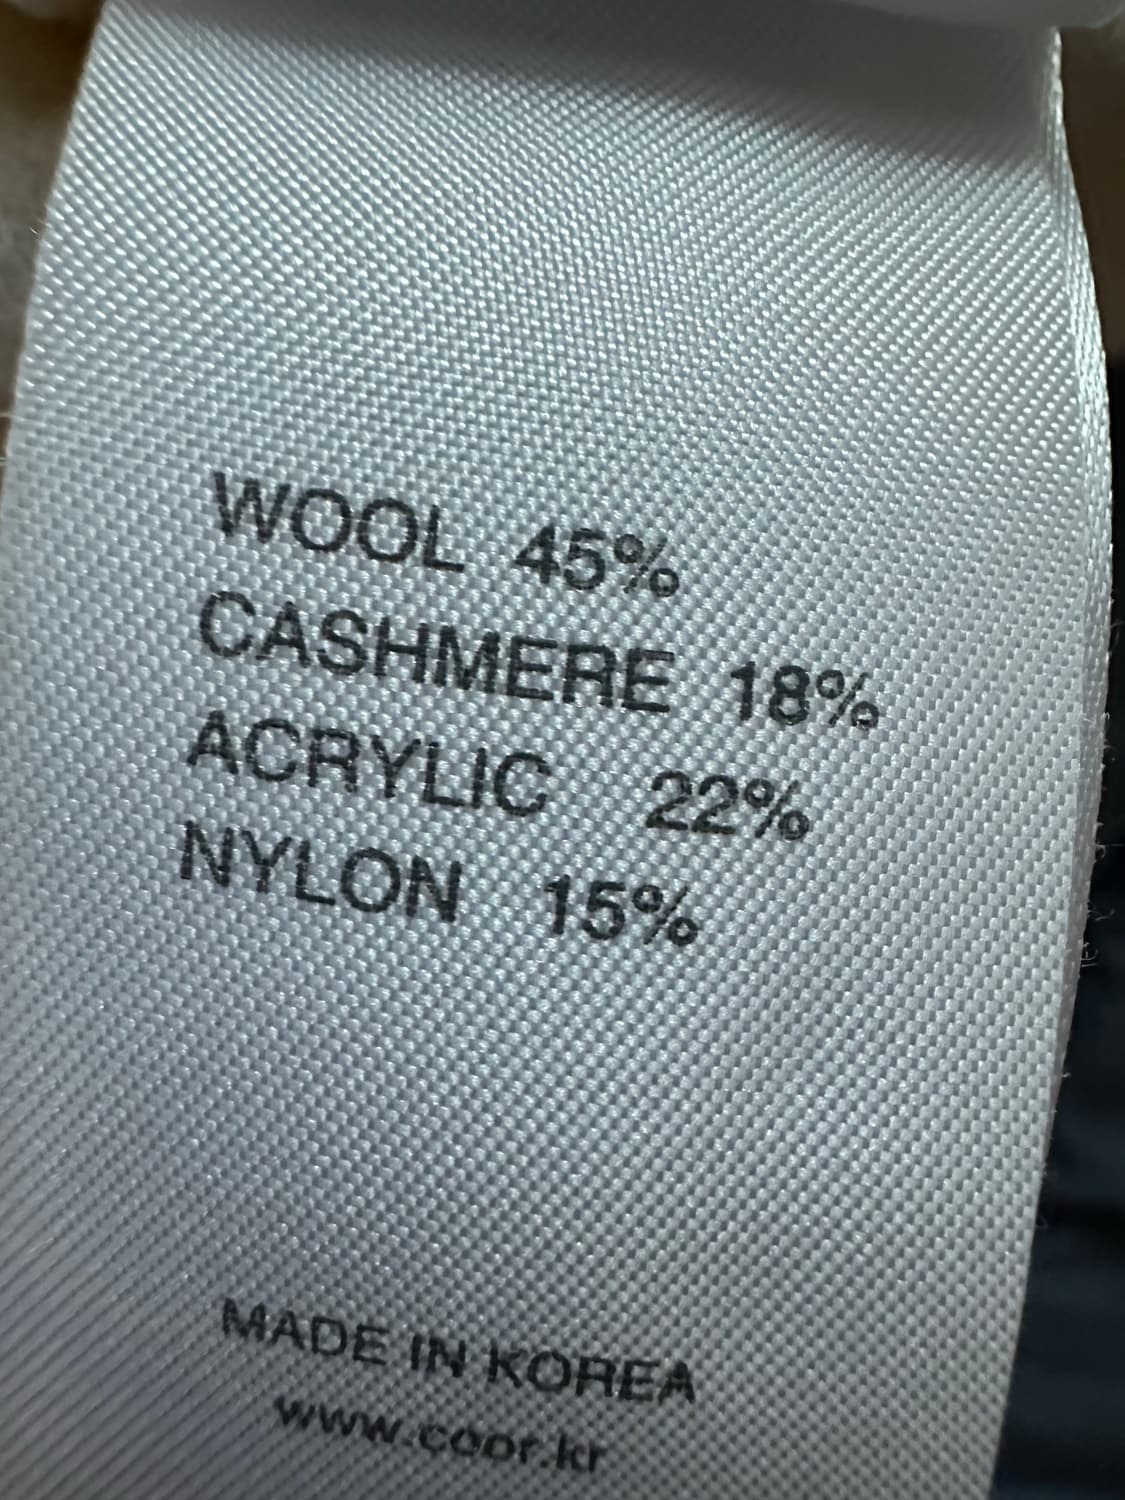 WOOL 45%
CASHMERE 18%
ACRYLIC 22%
NYLON 15%
MADE IN KOREA
www.coor.kr